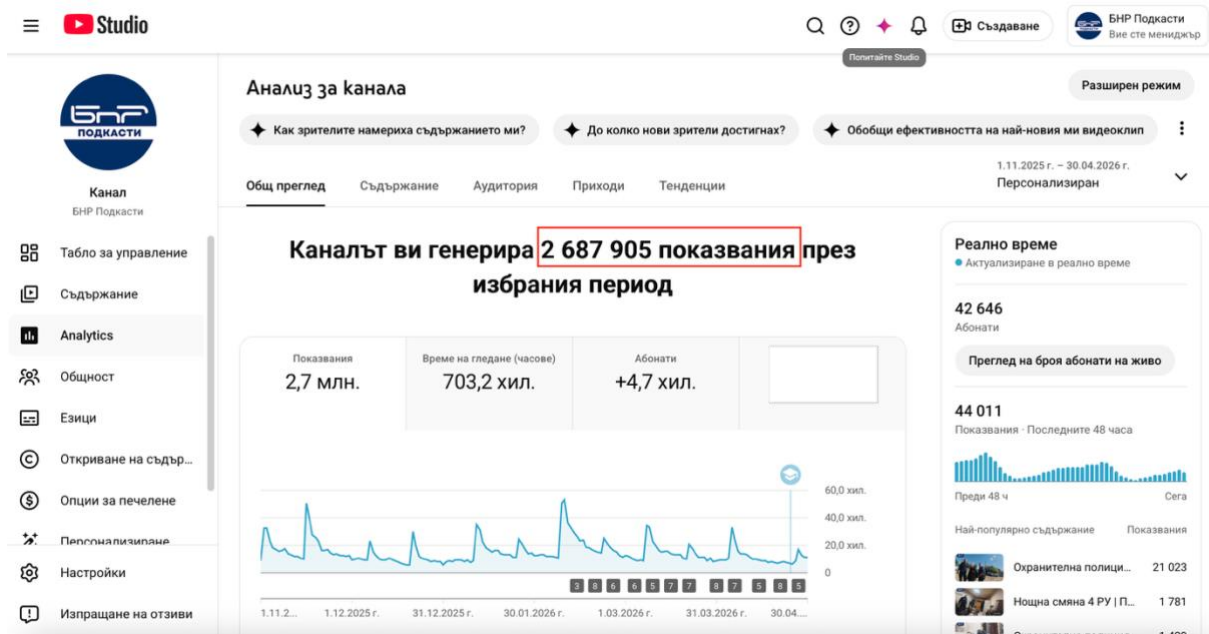 Studio
Създаване
БНР Подкасти
Вие сте мениджър
Попитайте Studio
БНР
ПОДКАСТИ
Канал
БНР Подкасти
Табло за управление
Съдържание
Analytics
Общност
Езици
Откриване на съдър...
Опции за печелене
Персонализиране
Настройки
Изпращане на отзиви
Анализ за канала
Разширен режим
Как зрителите намериха съдържанието ми?
До колко нови зрители достигнах?
Обобщи ефективността на най-новия ми видеоклип
1.11.2025 г. – 30.04.2026 г.
Персонализиран
Общ преглед
Съдържание
Аудитория
Приходи
Тенденции
Каналът ви генерира 2 687 905 показвания през
избрания период
Показвания
2,7 млн.
Време на гледане (часове)
703,2 хил.
Абонати
+4,7 хил.
60,0 хил.
40,0 хил.
20,0 хил.
0
3 8 6 6 5 7 7 8 7 5 8 5
1.11.2...
1.12.2025 г.
31.12.2025 г.
30.01.2026 г.
1.03.2026 г.
31.03.2026 г.
30.04....
Реално време
Актуализиране в реално време
42 646
Абонати
Преглед на броя абонати на живо
44 011
Показвания · Последните 48 часа
Преди 48 ч
Сега
Най-популярно съдържание
Показвания
Охранителна полици...
21 023
Нощна смяна 4 РУ | П...
1 781